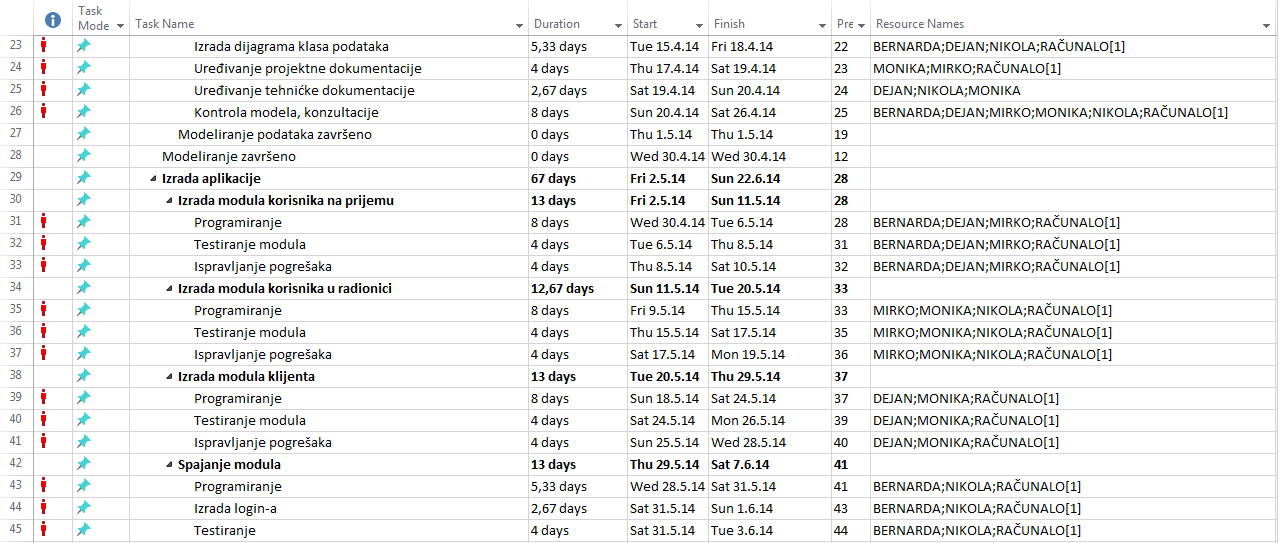 Task Mode Task Name Duration Start Finish Pre Resource Names
23 Izrada dijagrama klasa podataka 5,33 days Tue 15.4.14 Fri 18.4.14 22 BERNARDA;DEJAN;NIKOLA;RAČUNALO[1]
24 Uređivanje projektne dokumentacije 4 days Thu 17.4.14 Sat 19.4.14 23 MONIKA;MIRKO;RAČUNALO[1]
25 Uređivanje tehničke dokumentacije 2,67 days Sat 19.4.14 Sun 20.4.14 24 DEJAN;NIKOLA;MONIKA
26 Kontrola modela, konzultacije 8 days Sun 20.4.14 Sat 26.4.14 25 BERNARDA;DEJAN;MIRKO;MONIKA;NIKOLA;RAČUNALO[1]
27 Modeliranje podataka završeno 0 days Thu 1.5.14 Thu 1.5.14 19
28 Modeliranje završeno 0 days Wed 30.4.14 Wed 30.4.14 12
29 Izrada aplikacije 67 days Fri 2.5.14 Sun 22.6.14 28
30 Izrada modula korisnika na prijemu 13 days Fri 2.5.14 Sun 11.5.14 28
31 Programiranje 8 days Wed 30.4.14 Tue 6.5.14 28 BERNARDA;DEJAN;MIRKO;RAČUNALO[1]
32 Testiranje modula 4 days Tue 6.5.14 Thu 8.5.14 31 BERNARDA;DEJAN;MIRKO;RAČUNALO[1]
33 Ispravljanje pogrešaka 4 days Thu 8.5.14 Sat 10.5.14 32 BERNARDA;DEJAN;MIRKO;RAČUNALO[1]
34 Izrada modula korisnika u radionici 12,67 days Sun 11.5.14 Tue 20.5.14 33
35 Programiranje 8 days Fri 9.5.14 Thu 15.5.14 33 MIRKO;MONIKA;NIKOLA;RAČUNALO[1]
36 Testiranje modula 4 days Thu 15.5.14 Sat 17.5.14 35 MIRKO;MONIKA;NIKOLA;RAČUNALO[1]
37 Ispravljanje pogrešaka 4 days Sat 17.5.14 Mon 19.5.14 36 MIRKO;MONIKA;NIKOLA;RAČUNALO[1]
38 Izrada modula klijenta 13 days Tue 20.5.14 Thu 29.5.14 37
39 Programiranje 8 days Sun 18.5.14 Sat 24.5.14 37 DEJAN;MONIKA;RAČUNALO[1]
40 Testiranje modula 4 days Sat 24.5.14 Mon 26.5.14 39 DEJAN;MONIKA;RAČUNALO[1]
41 Ispravljanje pogrešaka 4 days Sun 25.5.14 Wed 28.5.14 40 DEJAN;MONIKA;RAČUNALO[1]
42 Spajanje modula 13 days Thu 29.5.14 Sat 7.6.14 41
43 Programiranje 5,33 days Wed 28.5.14 Sat 31.5.14 41 BERNARDA;NIKOLA;RAČUNALO[1]
44 Izrada login-a 2,67 days Sat 31.5.14 Sun 1.6.14 43 BERNARDA;NIKOLA;RAČUNALO[1]
45 Testiranje 4 days Sat 31.5.14 Tue 3.6.14 44 BERNARDA;NIKOLA;RAČUNALO[1]